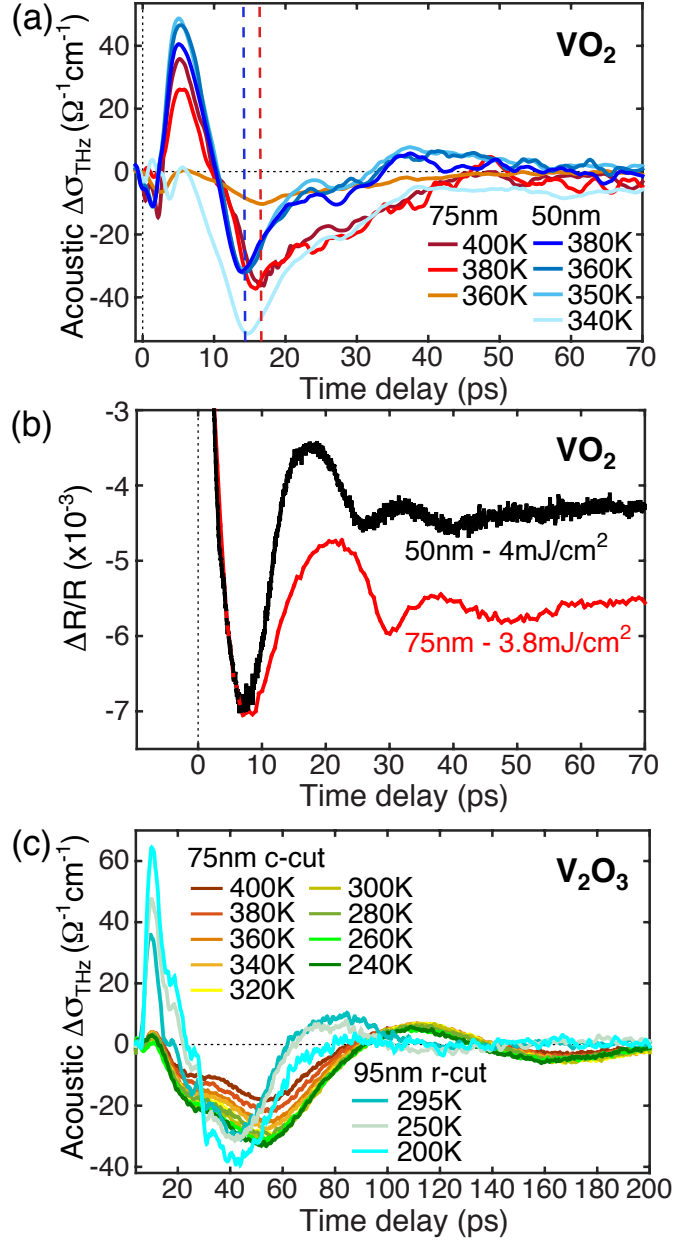 (a)
VO₂
Acoustic Δσ_THz (Ω⁻¹cm⁻¹)
40
20
0
-20
-40
75nm
400K
380K
360K
50nm
380K
360K
350K
340K
0 10 20 30 40 50 60 70
Time delay (ps)
(b)
VO₂
ΔR/R (x10⁻³)
-3
-4
-5
-6
-7
50nm - 4mJ/cm²
75nm - 3.8mJ/cm²
0 10 20 30 40 50 60 70
Time delay (ps)
(c)
V₂O₃
Acoustic Δσ_THz (Ω⁻¹cm⁻¹)
60
40
20
0
-20
-40
75nm c-cut
400K
380K
360K
340K
320K
300K
280K
260K
240K
95nm r-cut
295K
250K
200K
20 40 60 80 100 120 140 160 180 200
Time delay (ps)